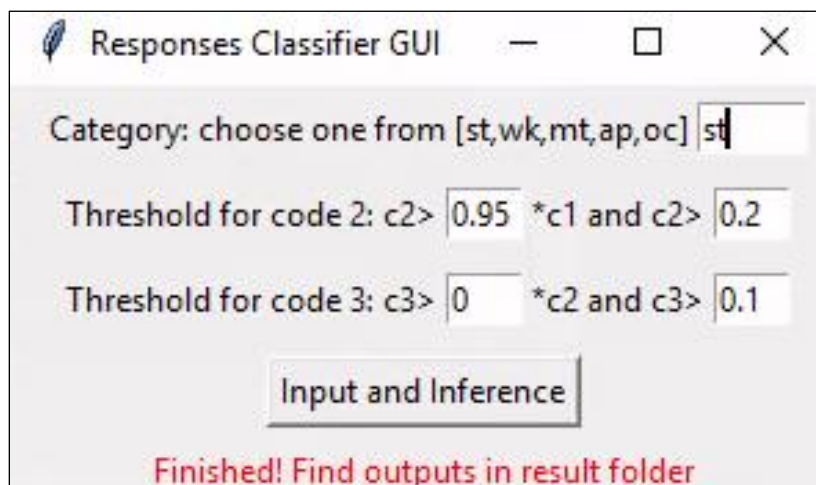 Responses Classifier GUI
Category: choose one from [st,wk,mt,ap,oc] st
Threshold for code 2: c2> 0.95 *c1 and c2> 0.2
Threshold for code 3: c3> 0 *c2 and c3> 0.1
Input and Inference
Finished! Find outputs in result folder